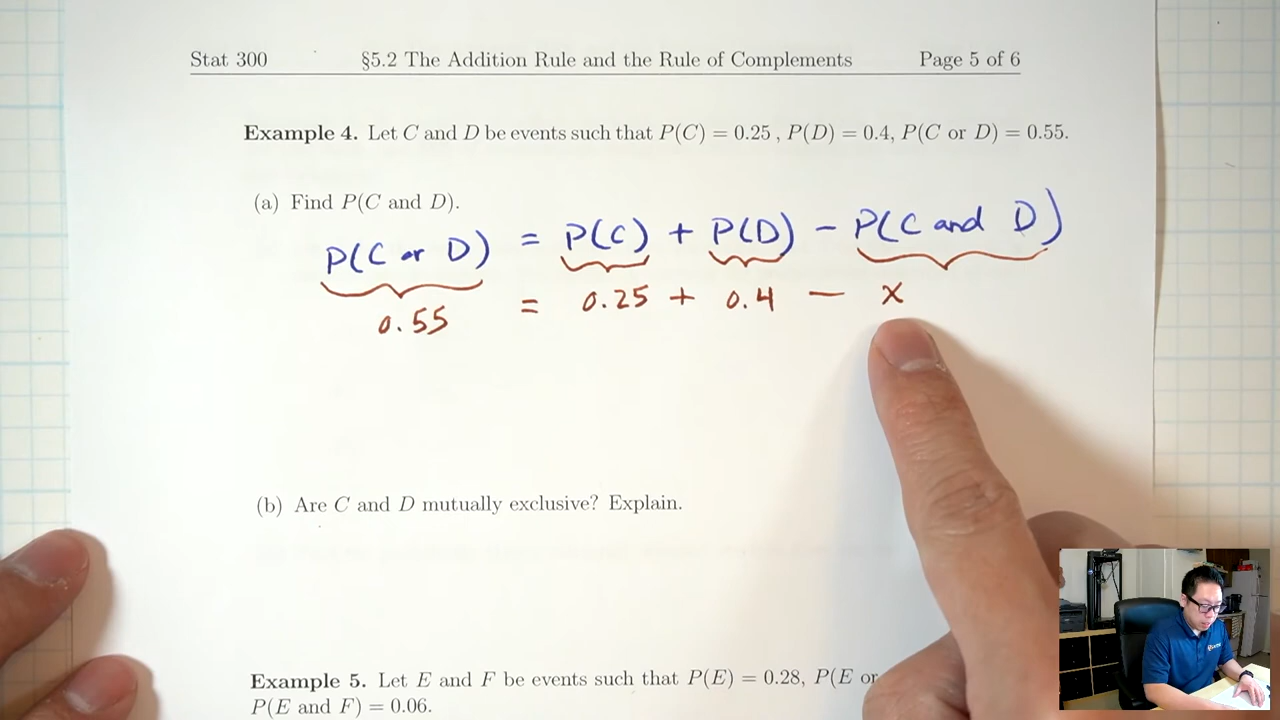 Stat 300 §5.2 The Addition Rule and the Rule of Complements Page 5 of 6
Example 4. Let C and D be events such that P(C) = 0.25 , P(D) = 0.4, P(C or D) = 0.55.
(a) Find P(C and D).
P(C or D) = P(C) + P(D) − P(C and D)
0.55 = 0.25 + 0.4 − x
(b) Are C and D mutually exclusive? Explain.
Example 5. Let E and F be events such that P(E) = 0.28, P(E or
P(E and F) = 0.06.